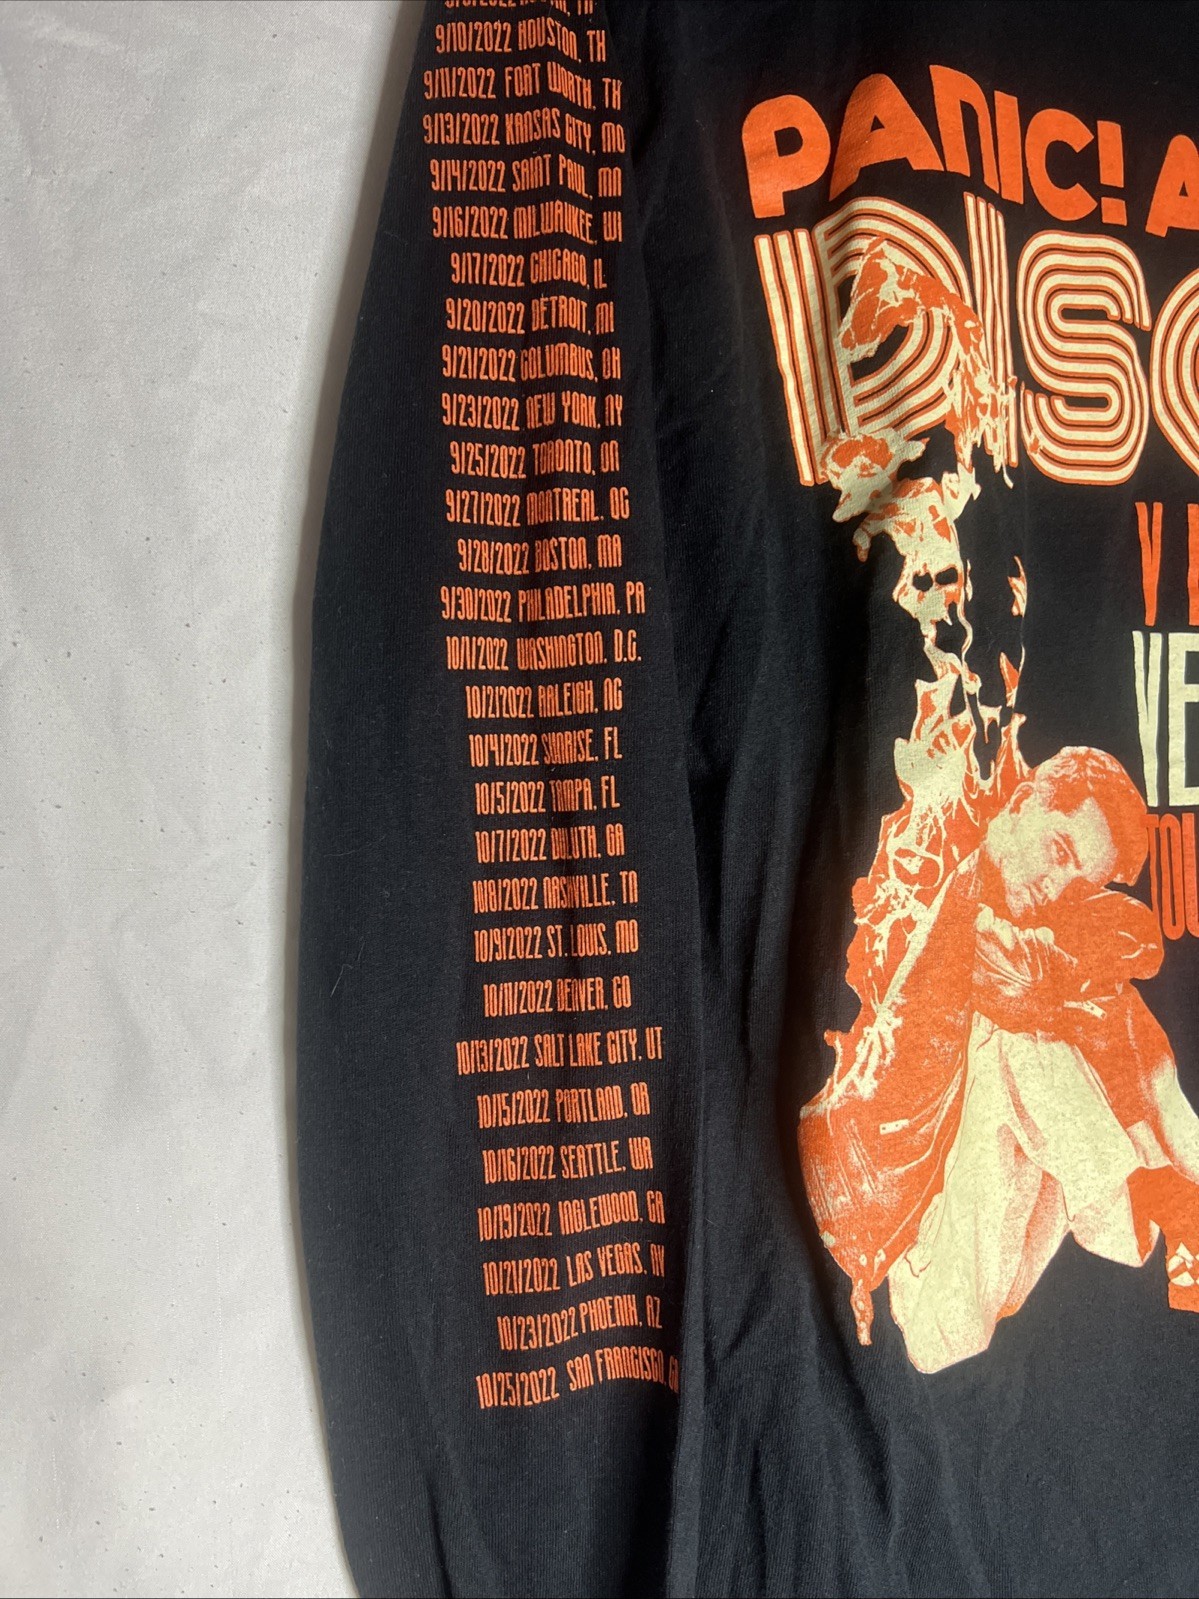 9/10/2022 HOUSTON, TX
9/11/2022 FORT WORTH, TX
9/13/2022 KANSAS CITY, MO
9/14/2022 SAINT PAUL, MN
9/16/2022 MILWAUKEE, WI
9/17/2022 CHICAGO, IL
9/20/2022 DETROIT, MI
9/21/2022 COLUMBUS, OH
9/23/2022 NEW YORK, NY
9/25/2022 TORONTO, ON
9/27/2022 MONTREAL, QC
9/28/2022 BOSTON, MA
9/30/2022 PHILADELPHIA, PA
10/1/2022 WASHINGTON, D.C.
10/2/2022 RALEIGH, NC
10/4/2022 SUNRISE, FL
10/5/2022 TAMPA, FL
10/7/2022 DULUTH, GA
10/8/2022 NASHVILLE, TN
10/9/2022 ST. LOUIS, MO
10/11/2022 DENVER, CO
10/13/2022 SALT LAKE CITY, UT
10/15/2022 PORTLAND, OR
10/16/2022 SEATTLE, WA
10/19/2022 INGLEWOOD, CA
10/21/2022 LAS VEGAS, NV
10/23/2022 PHOENIX, AZ
10/25/2022 SAN FRANCISCO, CA
PANIC! A
DISC
V
VE
TOU